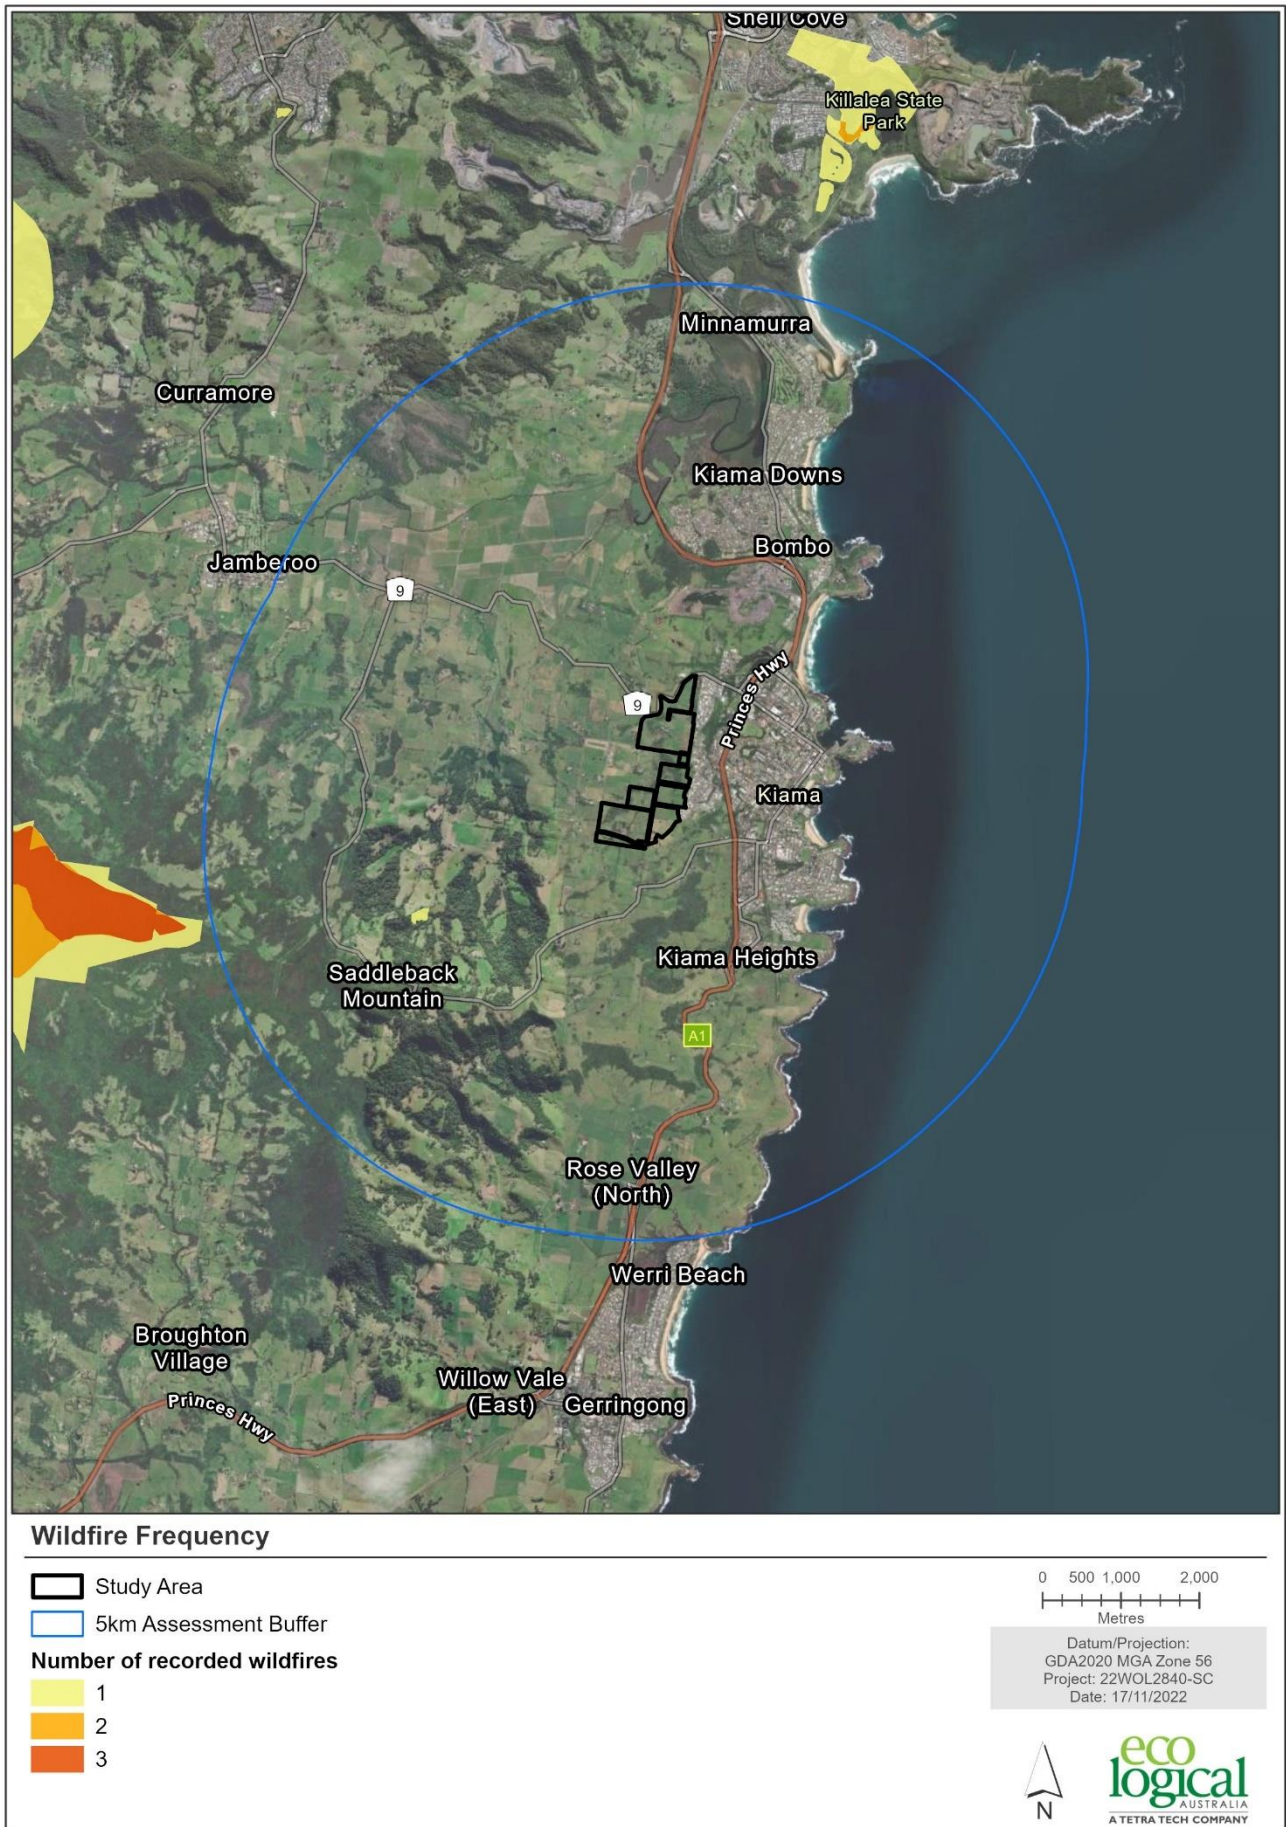 Shell Cove
Killalea State
Park
Minnamurra
Curramore
Kiama Downs
Bombo
Jamberoo
9
9
Princes Hwy
Kiama
Kiama Heights
Saddleback
Mountain
A1
Rose Valley
(North)
Werri Beach
Broughton
Village
Willow Vale
(East)
Gerringong
Princes Hwy
Wildfire Frequency
Study Area
5km Assessment Buffer
Number of recorded wildfires
1
2
3
0 500 1,000 2,000
Metres
Datum/Projection:
GDA2020 MGA Zone 56
Project: 22WOL2840-SC
Date: 17/11/2022
N
eco
logical
AUSTRALIA
A TETRA TECH COMPANY